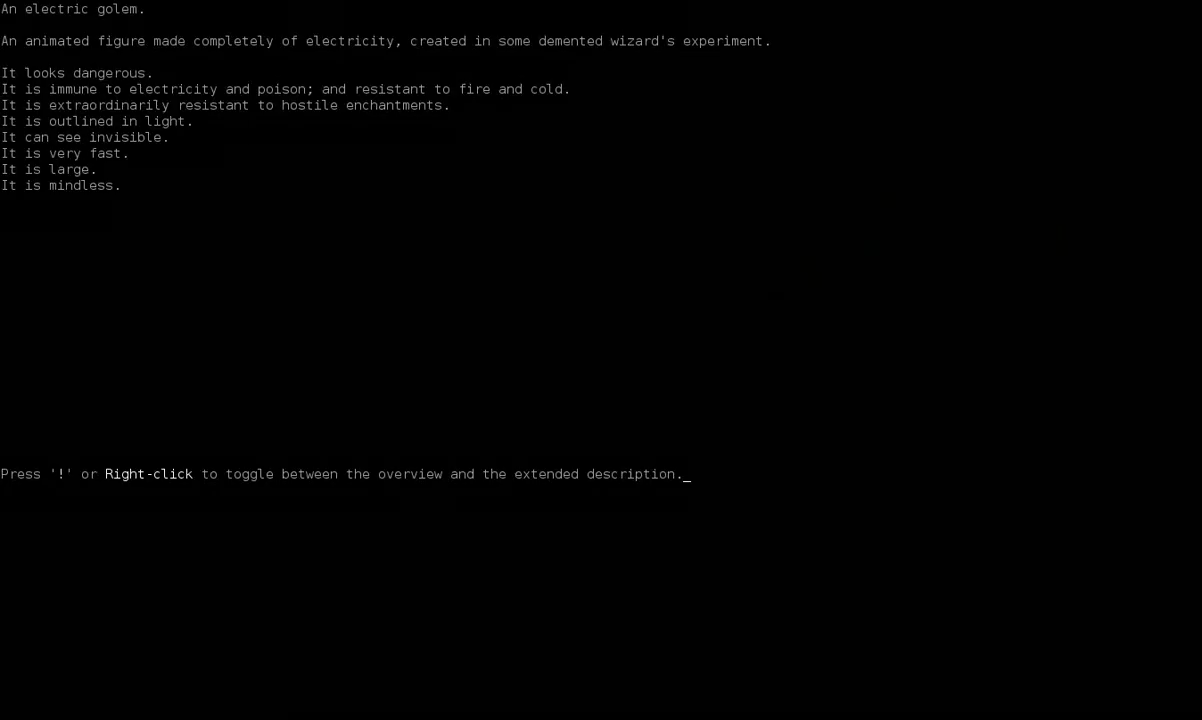 An electric golem.
An animated figure made completely of electricity, created in some demented wizard's experiment.
It looks dangerous.
It is immune to electricity and poison; and resistant to fire and cold.
It is extraordinarily resistant to hostile enchantments.
It is outlined in light.
It can see invisible.
It is very fast.
It is large.
It is mindless.
Press '!' or Right-click to toggle between the overview and the extended description._